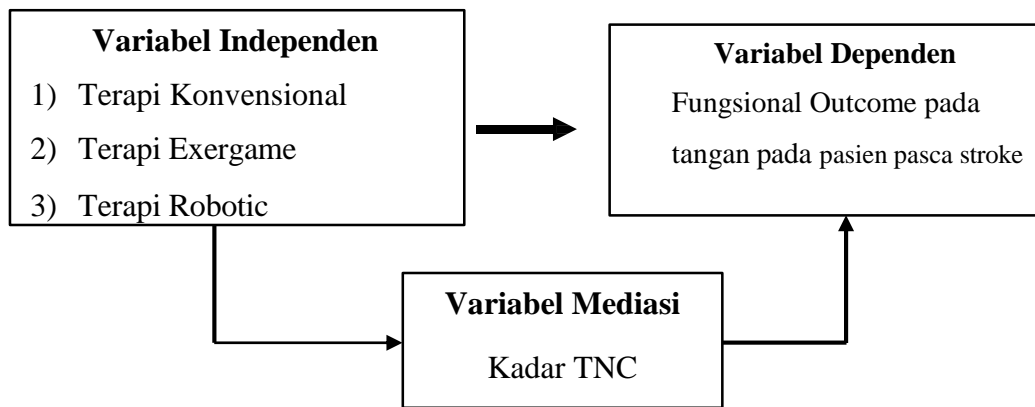 Variabel Independen
1) Terapi Konvensional
2) Terapi Exergame
3) Terapi Robotic
Variabel Dependen
Fungsional Outcome pada
tangan pada pasien pasca stroke
Variabel Mediasi
Kadar TNC